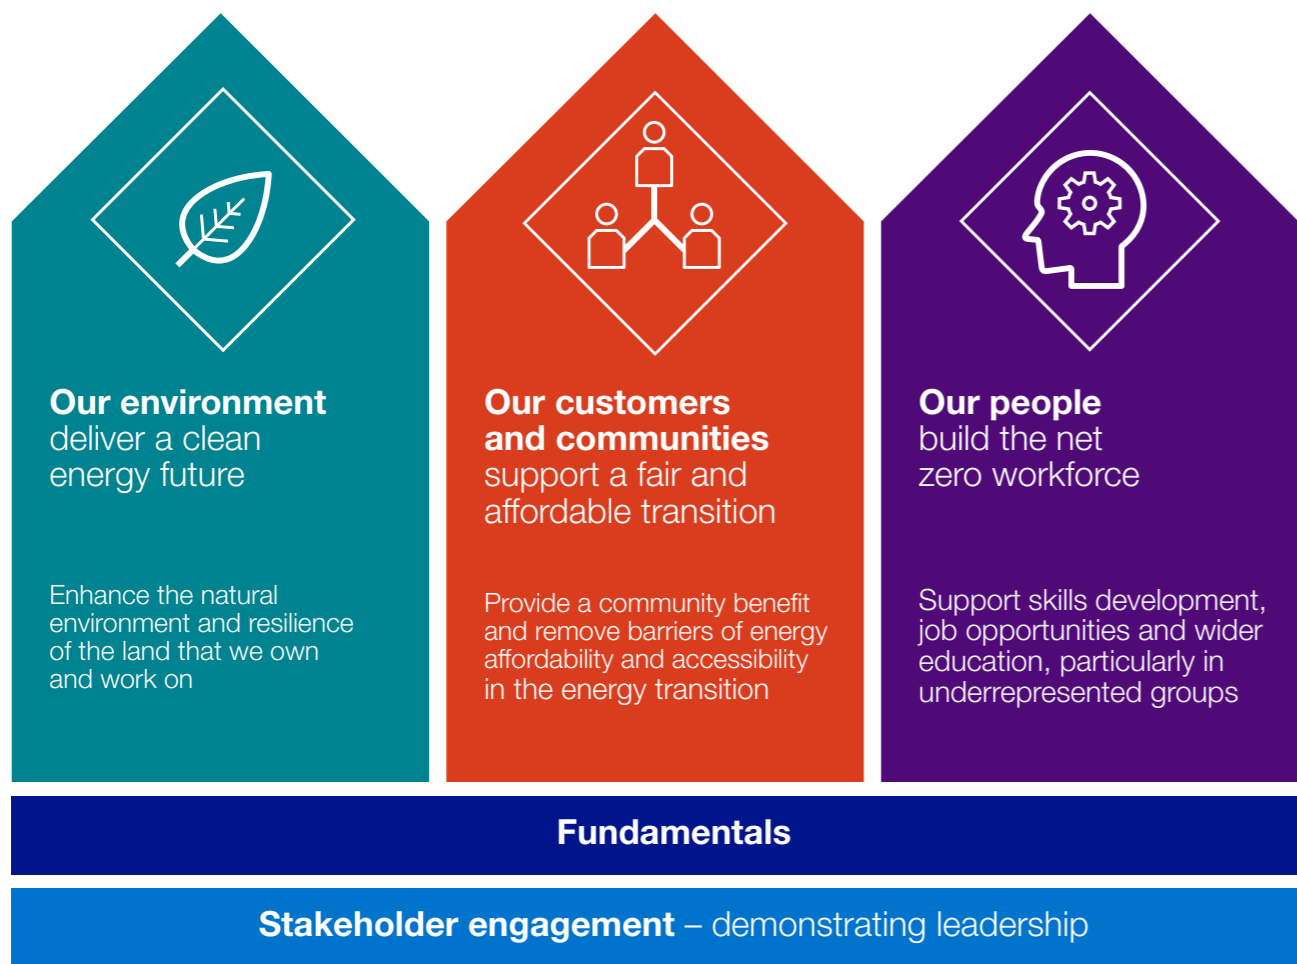 Our environment
deliver a clean
energy future
Enhance the natural
environment and resilience
of the land that we own
and work on
Our customers
and communities
support a fair and
affordable transition
Provide a community benefit
and remove barriers of energy
affordability and accessibility
in the energy transition
Our people
build the net
zero workforce
Support skills development,
job opportunities and wider
education, particularly in
underrepresented groups
Fundamentals
Stakeholder engagement – demonstrating leadership